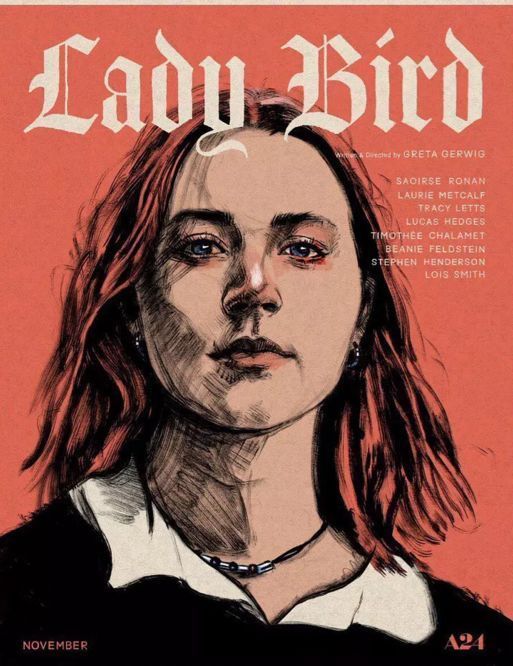 Lady Bird
Written & Directed by GRETA GERWIG
SAOIRSE RONAN
LAURIE METCALF
TRACY LETTS
LUCAS HEDGES
TIMOTHÉE CHALAMET
BEANIE FELDSTEIN
STEPHEN HENDERSON
LOIS SMITH
NOVEMBER
A24